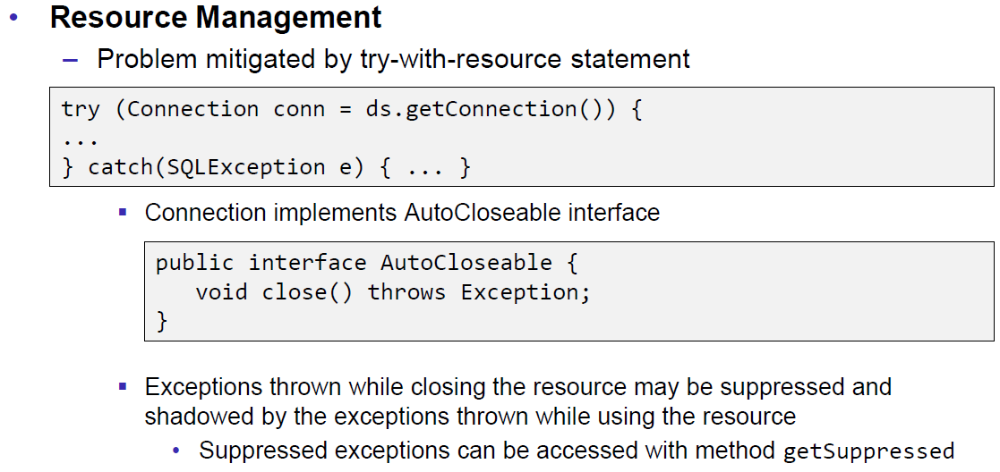 • Resource Management
– Problem mitigated by try-with-resource statement
try (Connection conn = ds.getConnection()) {
...
} catch(SQLException e) { ... }
▪ Connection implements AutoCloseable interface
public interface AutoCloseable {
   void close() throws Exception;
}
▪ Exceptions thrown while closing the resource may be suppressed and
shadowed by the exceptions thrown while using the resource
• Suppressed exceptions can be accessed with method getSuppressed